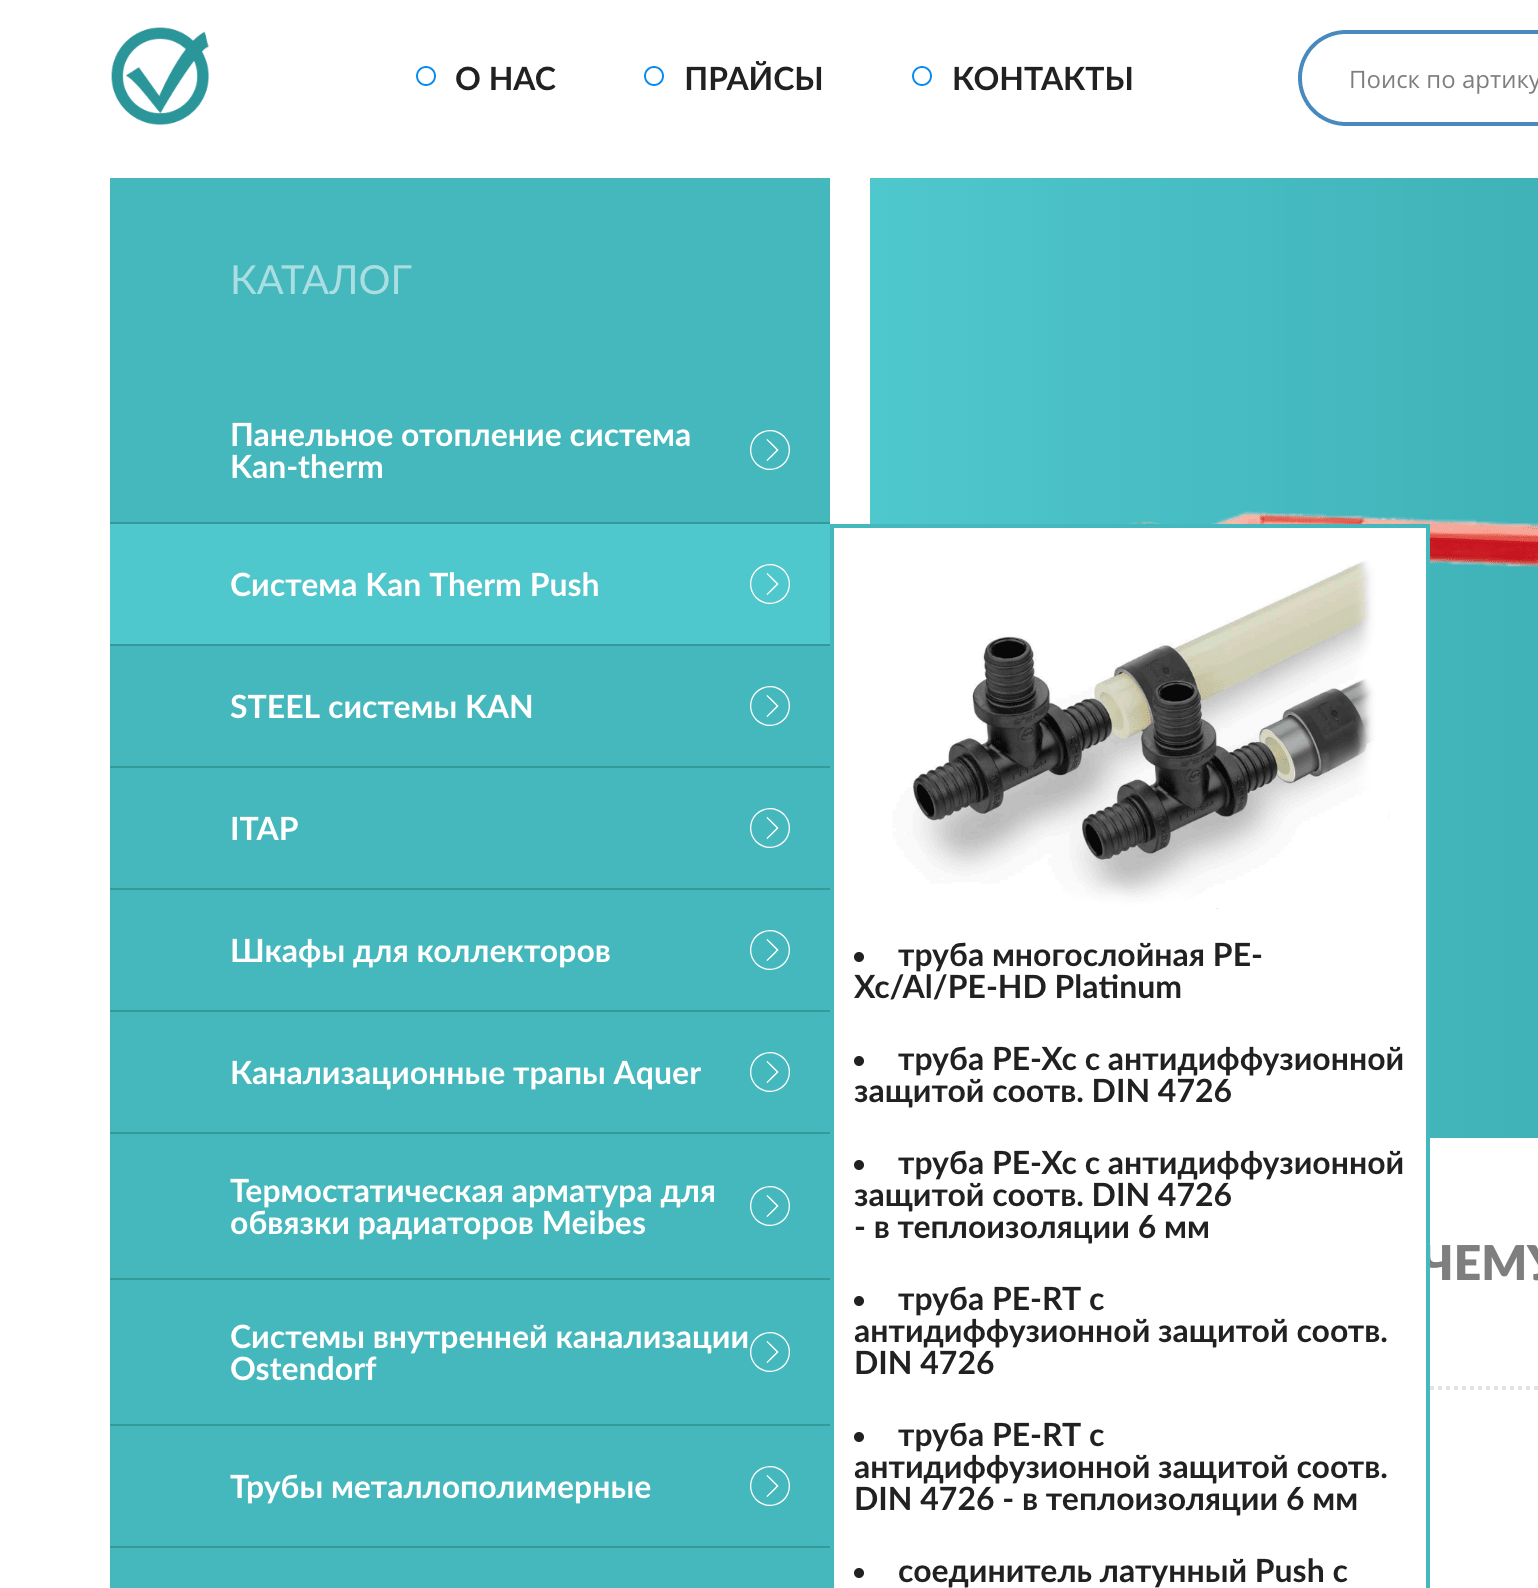 О НАС
ПРАЙСЫ
КОНТАКТЫ
Поиск по артику
КАТАЛОГ
Панельное отопление система
Kan-therm
Система Kan Therm Push
STEEL системы KAN
ITAP
Шкафы для коллекторов
Канализационные трапы Aquer
Термостатическая арматура для
обвязки радиаторов Meibes
Системы внутренней канализации
Ostendorf
Трубы металлополимерные
• труба многослойная PE-
Xc/Al/PE-HD Platinum
• труба PE-Xc с антидиффузионной
защитой соотв. DIN 4726
• труба PE-Xc с антидиффузионной
защитой соотв. DIN 4726
- в теплоизоляции 6 мм
• труба PE-RT с
антидиффузионной защитой соотв.
DIN 4726
• труба PE-RT с
антидиффузионной защитой соотв.
DIN 4726 - в теплоизоляции 6 мм
• соединитель латунный Push с
ЧЕМУ